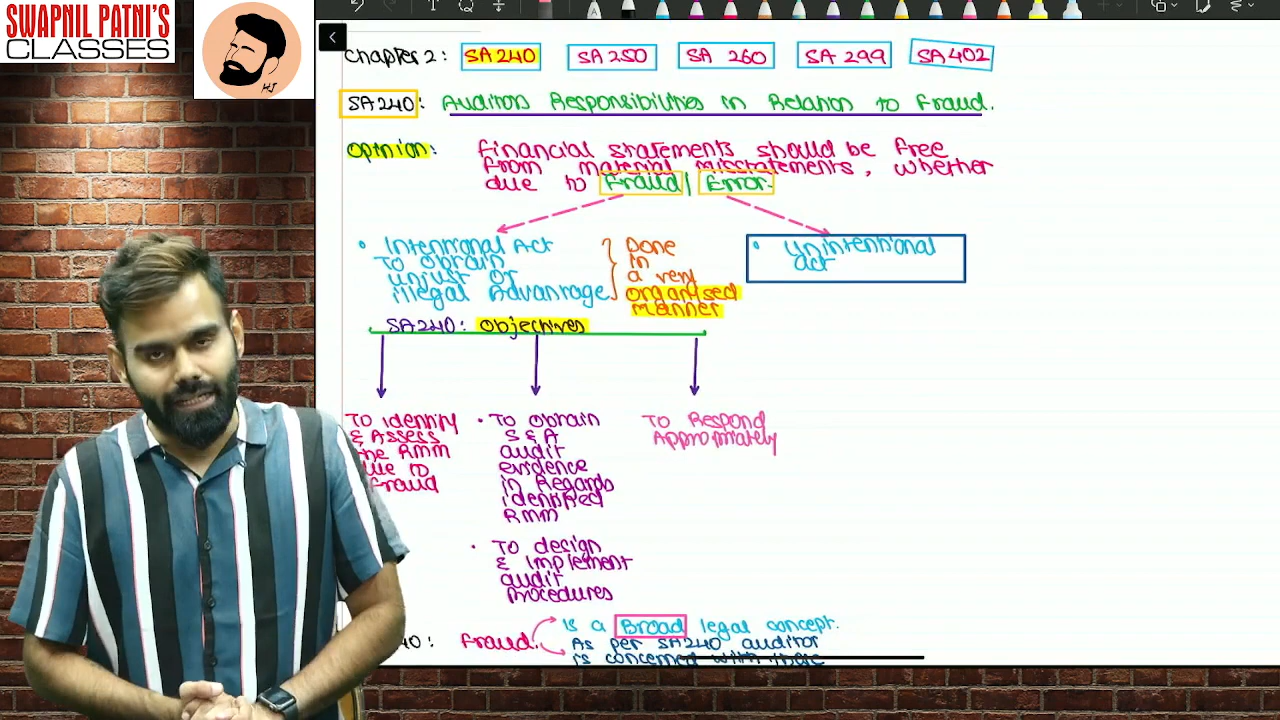 SWAPNIL PATNI'S
CLASSES
HJ
Chapter 2: SA 240 SA 250 SA 260 SA 299 SA 402
SA 240: Auditors Responsibilities in Relation to Fraud.
Opinion: Financial statements should be free
from material misstatements, whether
due to Fraud / Error.
• Intentional Act
To obtain
unjust or
illegal Advantage
Done
in
a very
organised
manner
• Unintentional
act
SA 240: Objectives
To identify
& Assess
the RMM
due to
Fraud
• To obtain
S & A
audit
evidence
in Regards
identified
RMM
• To design
& implement
audit
Procedures
To Respond
Appropriately
40: Fraud. is a Broad legal concept.
As per SA 240 auditor
is concerned with those